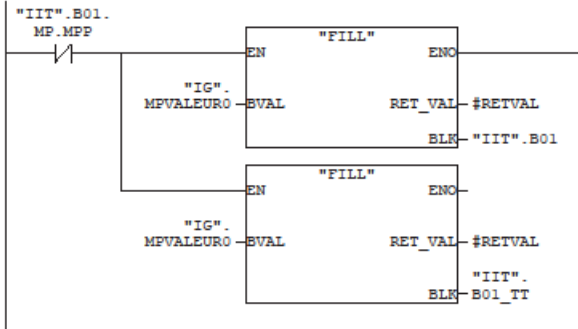 "IIT".B01.
MP.MPP
"FILL"
EN ENO
"IG".
MPVALEUR0 BVAL RET_VAL #RETVAL
BLK "IIT".B01
"FILL"
EN ENO
"IG".
MPVALEUR0 BVAL RET_VAL #RETVAL
"IIT".
BLK B01_TT